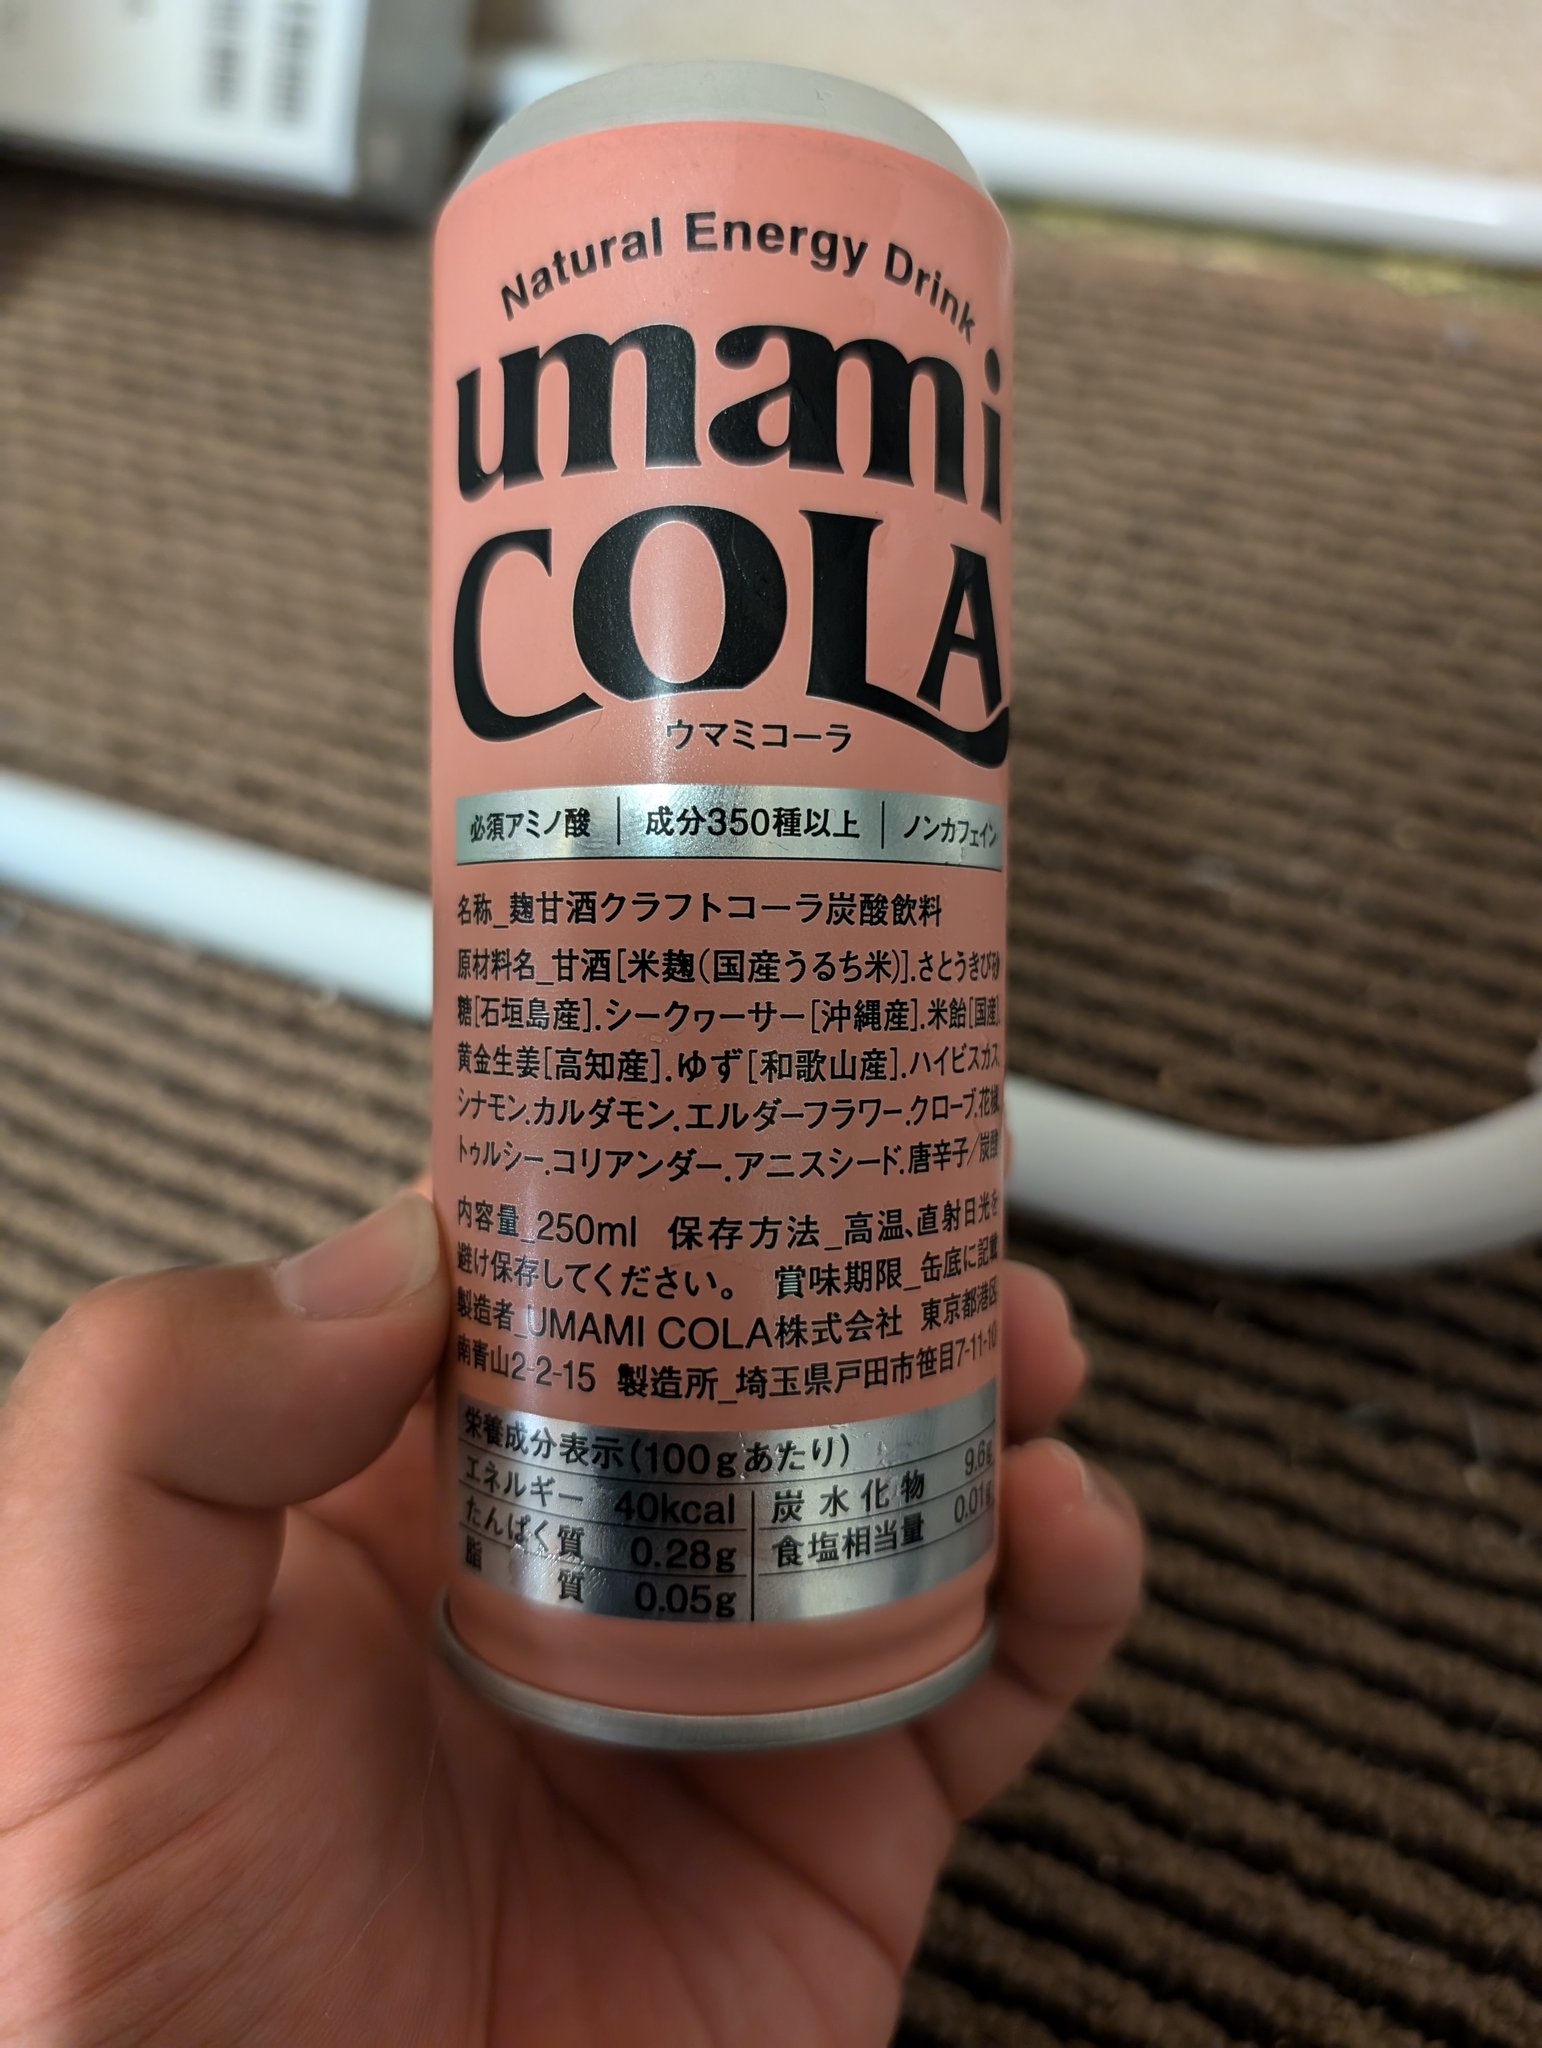 Natural Energy Drink
umami
COLA
ウマミコーラ
必須アミノ酸 | 成分350種以上 | ノンカフェイン
名称_麹甘酒クラフトコーラ炭酸飲料
原材料名_甘酒[米麹(国産うるち米)].さとうきび砂
糖[石垣島産].シークヮーサー[沖縄産].米飴[国産].
黄金生姜[高知産].ゆず[和歌山産].ハイビスカス.
シナモン.カルダモン.エルダーフラワー.クローブ.花椒.
トゥルシー.コリアンダー.アニスシード.唐辛子/炭酸
内容量_250ml 保存方法_高温、直射日光を
避け保存してください。 賞味期限_缶底に記載
製造者_UMAMI COLA株式会社 東京都港区
南青山2-2-15 製造所_埼玉県戸田市笹目7-11-10
栄養成分表示(100gあたり)
エネルギー 40kcal 炭水化物 9.6g
たんぱく質 0.28g 食塩相当量 0.01g
脂質 0.05g